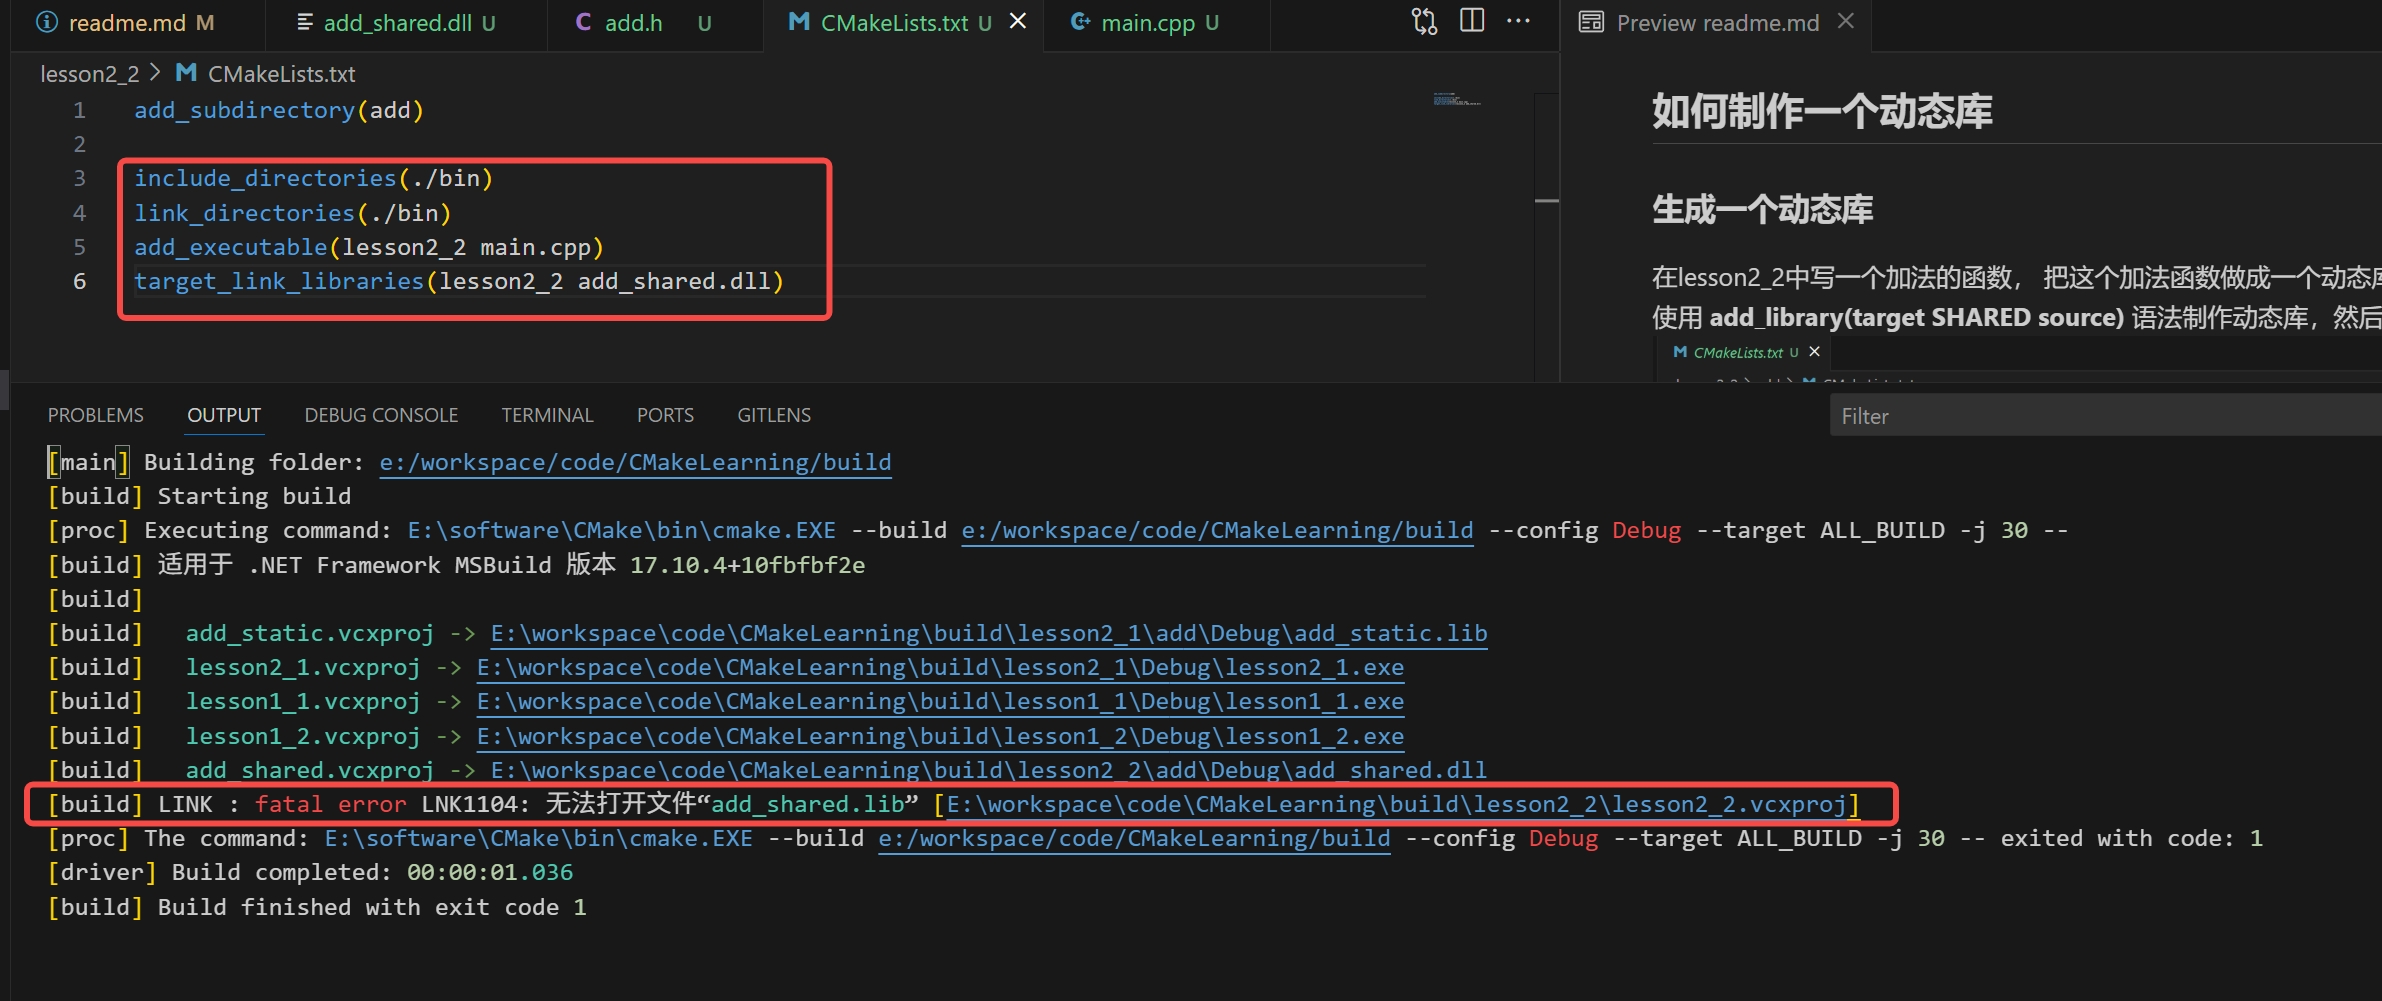 readme.md M
add_shared.dll U
C add.h U
M CMakeLists.txt U
main.cpp U
Preview readme.md
lesson2_2 > M CMakeLists.txt
1 add_subdirectory(add)
2
3 include_directories(./bin)
4 link_directories(./bin)
5 add_executable(lesson2_2 main.cpp)
6 target_link_libraries(lesson2_2 add_shared.dll)
如何制作一个动态库
生成一个动态库
在lesson2_2中写一个加法的函数， 把这个加法函数做成一个动态库
使用 add_library(target SHARED source) 语法制作动态库，然后
M CMakeLists.txt U
PROBLEMS OUTPUT DEBUG CONSOLE TERMINAL PORTS GITLENS
Filter
[main] Building folder: e:/workspace/code/CMakeLearning/build
[build] Starting build
[proc] Executing command: E:\software\CMake\bin\cmake.EXE --build e:/workspace/code/CMakeLearning/build --config Debug --target ALL_BUILD -j 30 --
[build] 适用于 .NET Framework MSBuild 版本 17.10.4+10fbfbf2e
[build]
[build] add_static.vcxproj -> E:\workspace\code\CMakeLearning\build\lesson2_1\add\Debug\add_static.lib
[build] lesson2_1.vcxproj -> E:\workspace\code\CMakeLearning\build\lesson2_1\Debug\lesson2_1.exe
[build] lesson1_1.vcxproj -> E:\workspace\code\CMakeLearning\build\lesson1_1\Debug\lesson1_1.exe
[build] lesson1_2.vcxproj -> E:\workspace\code\CMakeLearning\build\lesson1_2\Debug\lesson1_2.exe
[build] add_shared.vcxproj -> E:\workspace\code\CMakeLearning\build\lesson2_2\add\Debug\add_shared.dll
[build] LINK : fatal error LNK1104: 无法打开文件“add_shared.lib” [E:\workspace\code\CMakeLearning\build\lesson2_2\lesson2_2.vcxproj]
[proc] The command: E:\software\CMake\bin\cmake.EXE --build e:/workspace/code/CMakeLearning/build --config Debug --target ALL_BUILD -j 30 -- exited with code: 1
[driver] Build completed: 00:00:01.036
[build] Build finished with exit code 1